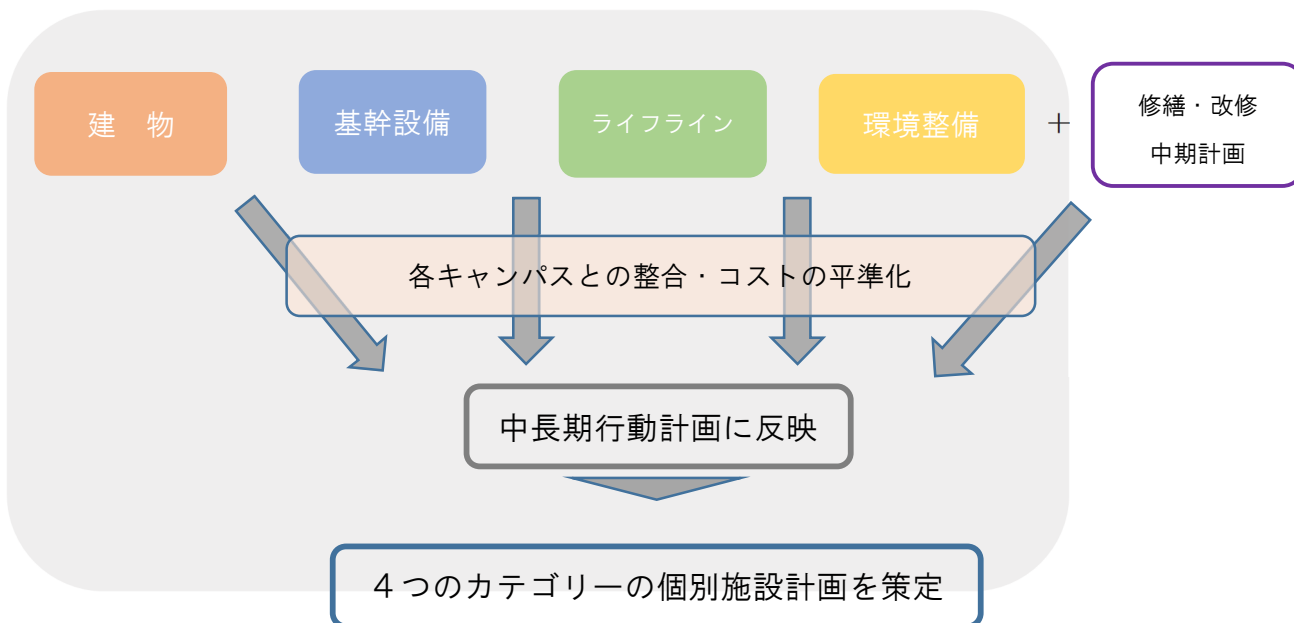 建　物
基幹設備
ライフライン
環境整備
＋
修繕・改修
中期計画
各キャンパスとの整合・コストの平準化
中長期行動計画に反映
４つのカテゴリーの個別施設計画を策定